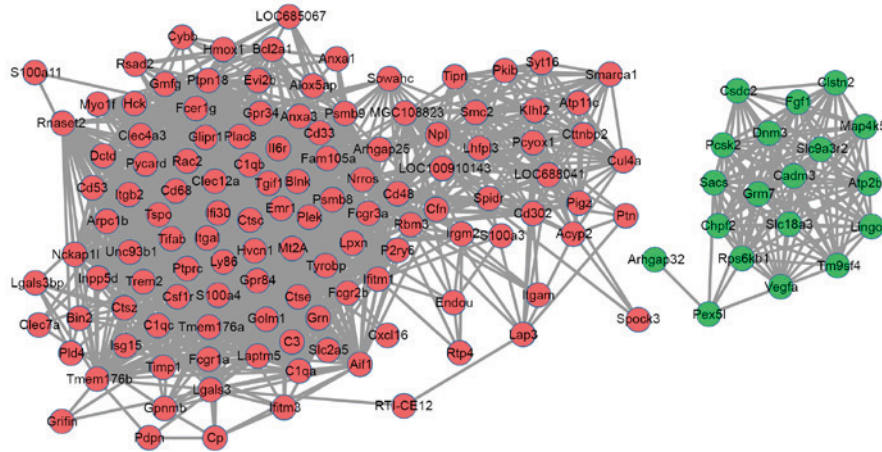 LOC685067
Cybb
Hmox1
Bcl2a1
Rsad2
Anxa1
S100a11
Gmfg
Ptpn18
Evi2b
Alox5ap
Sowahc
Tiprl
Pkib
Syt16
Smarca1
Myo1f
Hck
Fcer1g
Gpr34
Anxa3
Psmb9
MGC108823
Smc2
Klhl2
Atp11c
Rnaset2
Clec4a3
Glipr1
Plac8
Cd33
Arhgap25
Npl
Lhfpl3
Pcyox1
Cttnbp2
Dctd
Pycard
Rac2
C1qb
Il6r
Fam105a
LOC100910143
LOC688041
Cul4a
Cd53
Itgb2
Cd68
Clec12a
Tgif1
Blnk
Nrros
Cd48
Spidr
Pigz
Arpc1b
Tspo
Ifi30
Ctsc
Emr1
Plek
Psmb8
Fcgr3a
Cfn
Cd302
Ptn
Tifab
Itgal
Hvcn1
Mt2A
Lpxn
Rbm3
Irgm2
S100a3
Acyp2
Nckap1l
Unc93b1
Ptprc
Ly86
Tyrobp
P2ry6
Lgals3bp
Inpp5d
Trem2
Csf1r
S100a4
Gpr84
Ctse
Fcgr2b
Ifitm1
Endou
Itgam
Clec7a
Bin2
Ctsz
C1qc
Tmem176a
Golm1
Grn
Spock3
Pld4
Isg15
C3
Slc2a5
Cxcl16
Lap3
Timp1
Fcgr1a
Laptm5
Rtp4
Tmem176b
C1qa
Aif1
Gpnmb
Lgals3
Ifitm3
RTI-CE12
Grifin
Pdpn
Cp
Csdc2
Clstn2
Fgf1
Pcsk2
Dnm3
Slc9a3r2
Map4k5
Sacs
Cadm3
Grm7
Atp2b
Chpf2
Slc18a3
Lingo
Arhgap32
Rps6kb1
Tm9sf4
Vegfa
Pex5l